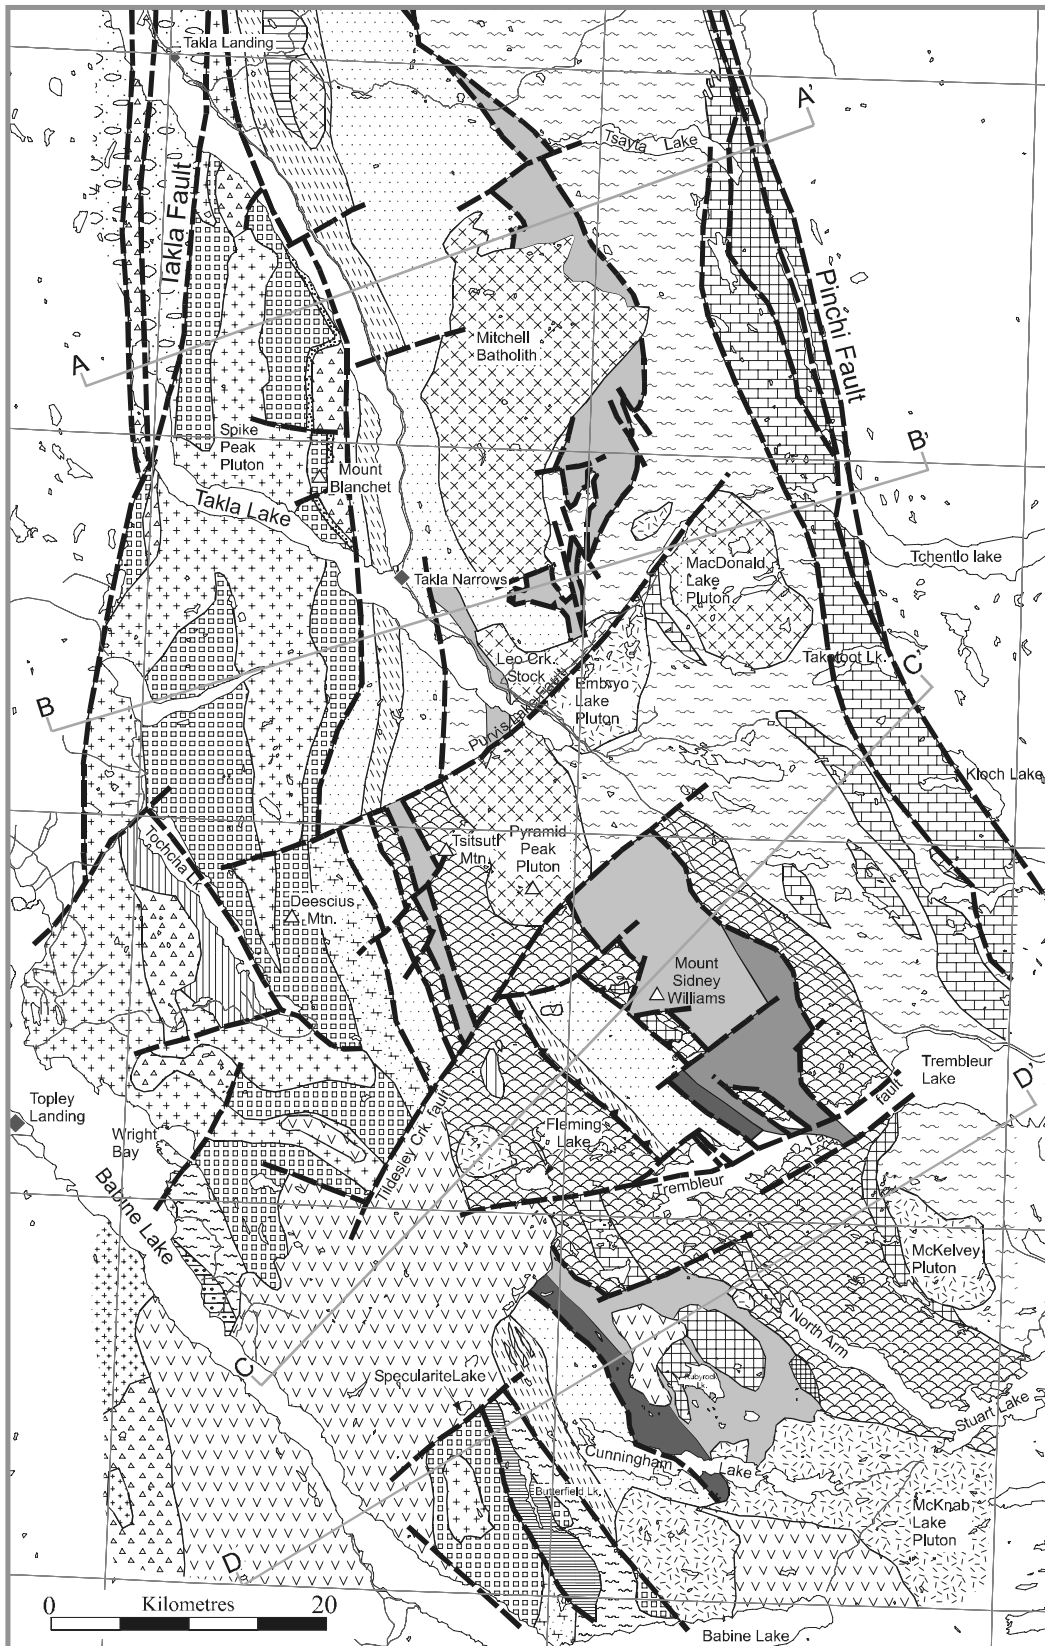 Takla Landing
A'
Tsayta Lake
Takla Fault
Pinchi Fault
Mitchell
Batholith
A
B'
Spike
Peak
Pluton
Mount
Blanchet
Takla Lake
Tchentlo lake
MacDonald
Lake
Pluton
Takla Narrows
Leo Crk.
Stock
Takatoot Lk.
C'
Embryo
Lake
Pluton
B
Purvis Lake Fault
Kloch Lake
Tochcha Lk.
Tsitsutl
Mtn.
Pyramid
Peak
Pluton
Deescius
Mtn.
Mount
Sidney
Williams
Trembleur
Lake
D'
Topley
Landing
Wright
Bay
Fleming
Lake
Tildesley Crk. fault
Trembleur Lake fault
Babine Lake
McKelvey
Pluton
North Arm
Stuart Lake
C
Specularite Lake
Rubyrock
Lk.
Cunningham Lake
Butterfield Lk.
McKnab
Lake
Pluton
D
0 Kilometres 20
Babine Lake